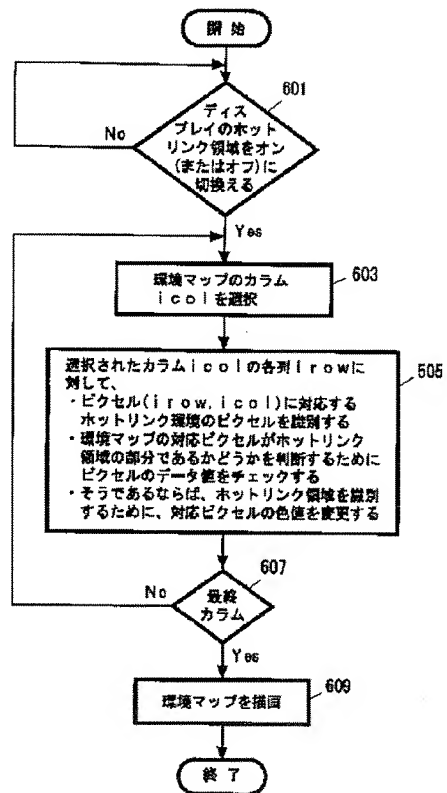 開始
601
ディス
プレイのホット
リンク領域をオン
(またはオフ)に
切換える
No
Yes
603
環境マップのカラム
icolを選択
505
選択されたカラムicolの各列irowに
対して、
・ピクセル(irow,icol)に対応する
ホットリンク環境のピクセルを識別する
・環境マップの対応ピクセルがホットリンク
領域の部分であるかどうかを判断するために
ピクセルのデータ値をチェックする
・そうであるならば、ホットリンク領域を識別
するために、対応ピクセルの色値を変更する
607
No
最終
カラム
Yes
609
環境マップを描画
終了